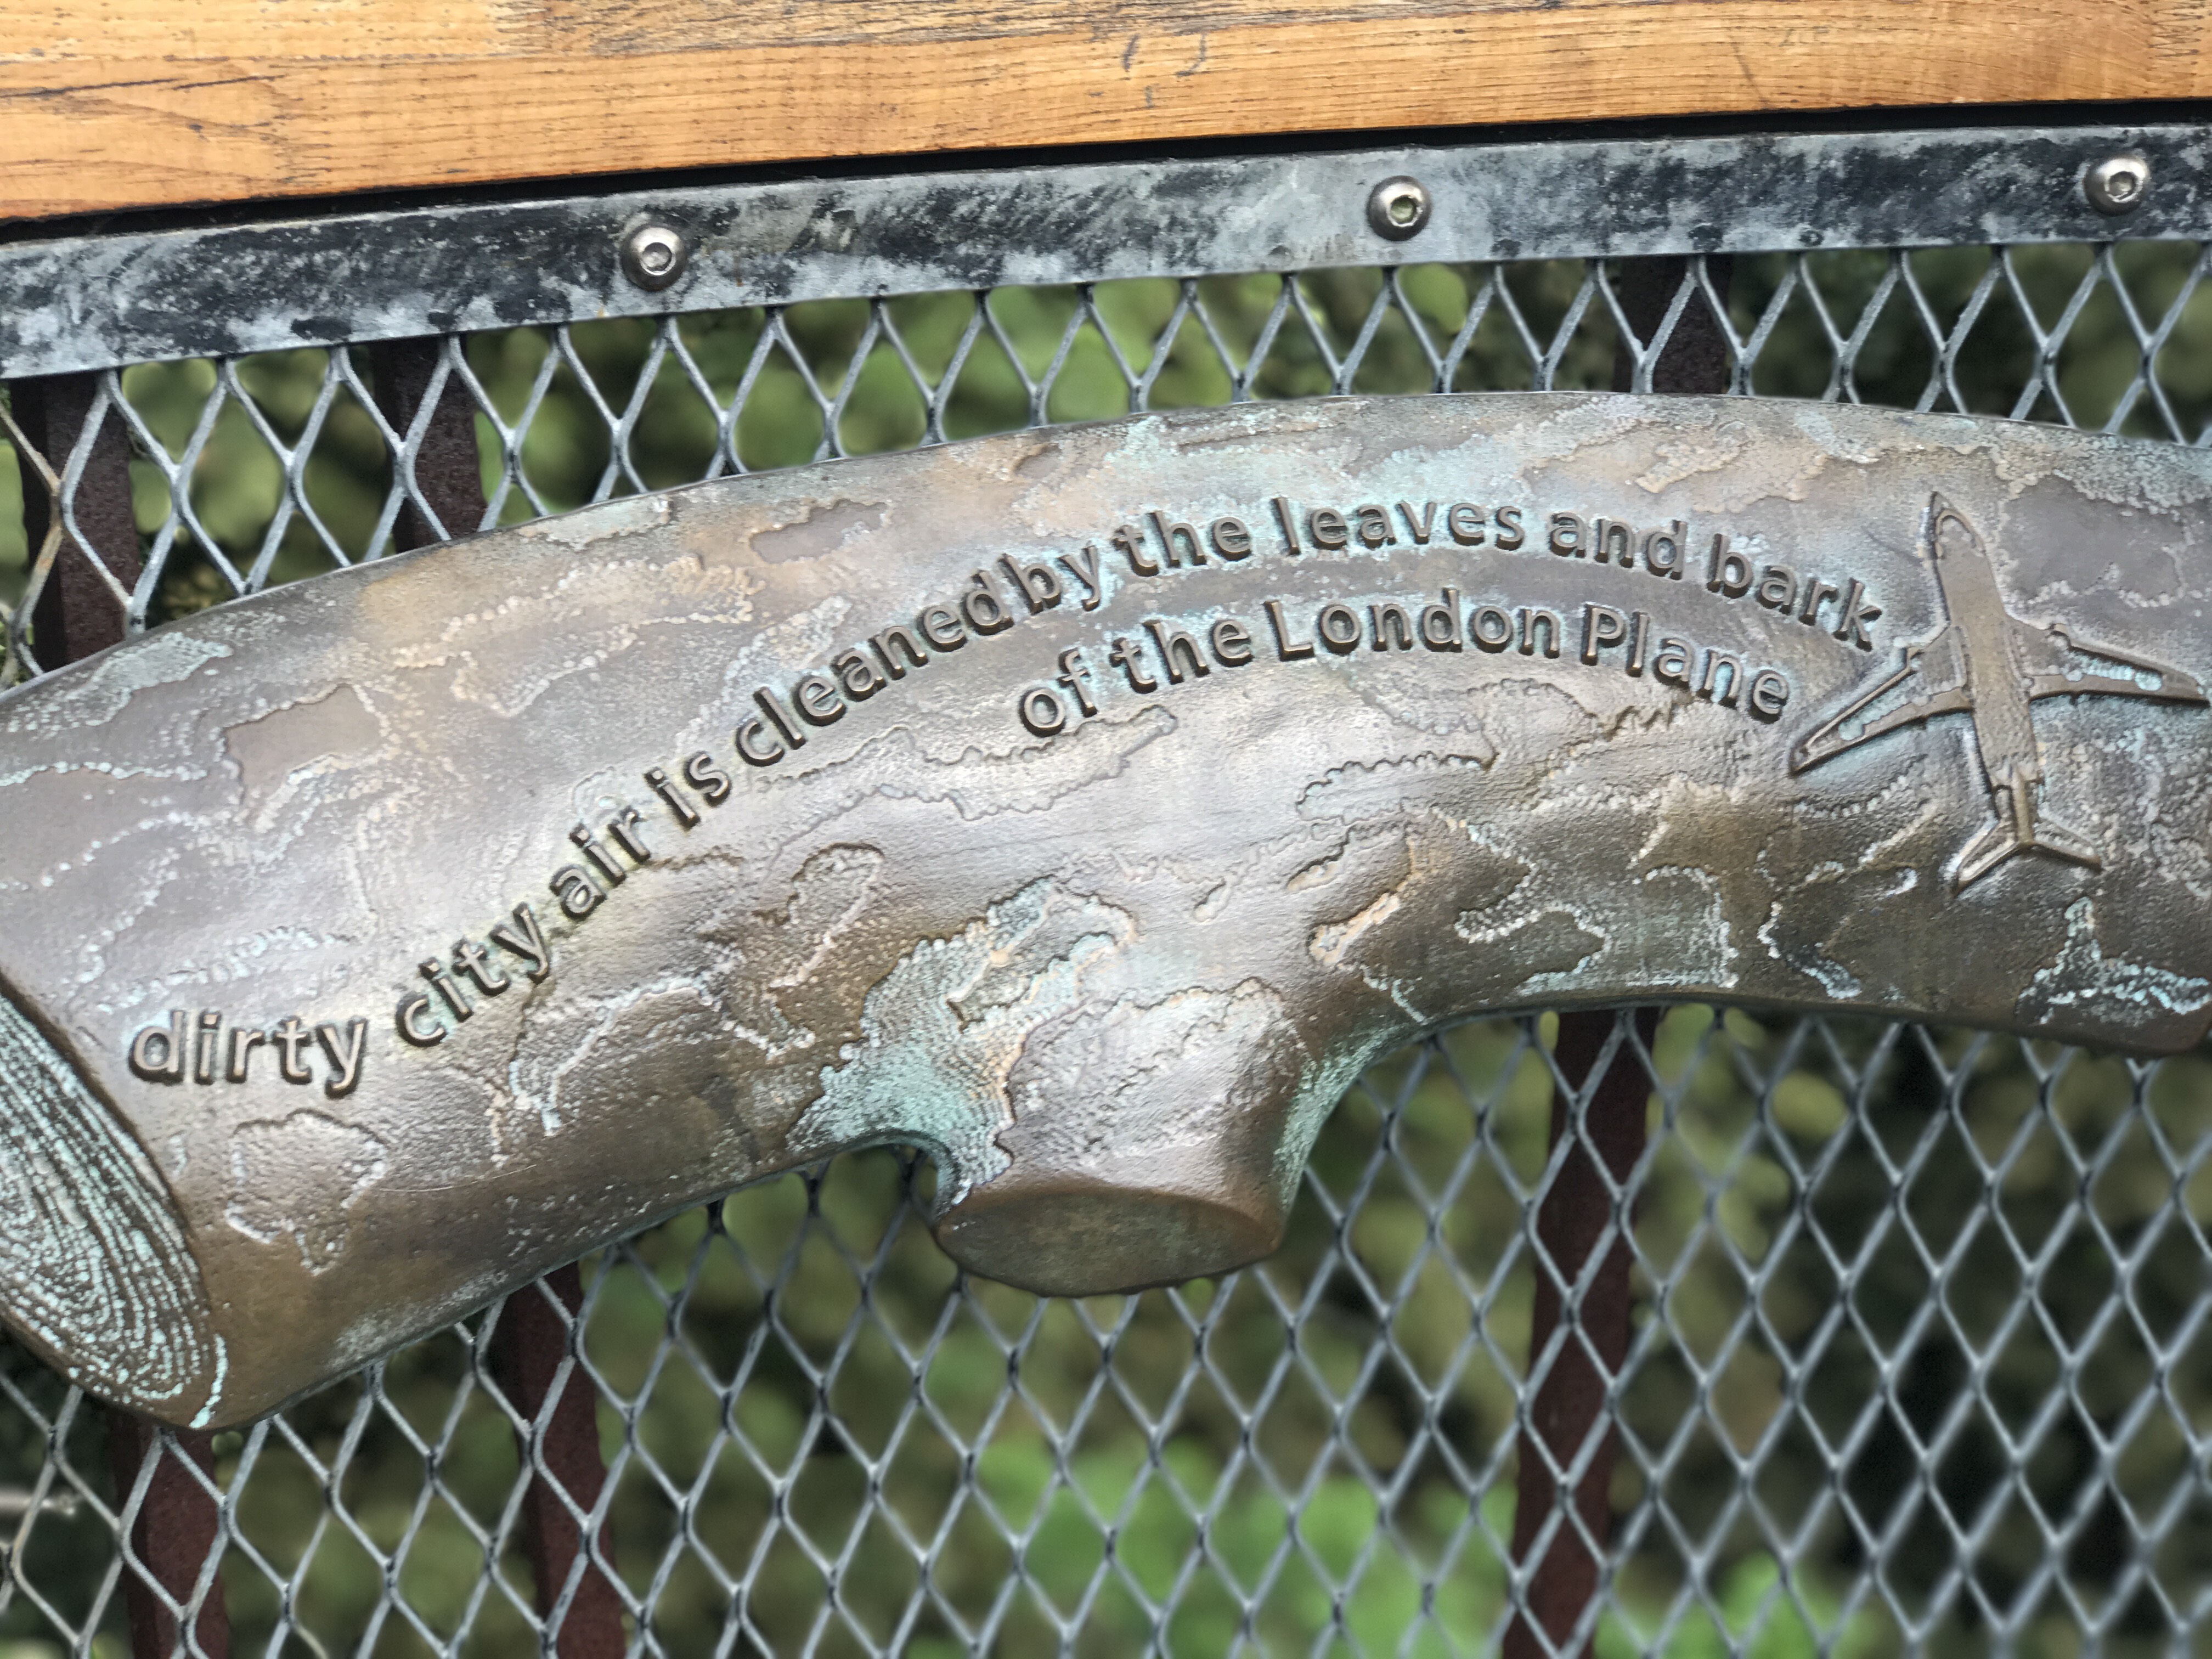 dirty city air is cleaned by the leaves and bark
of the London Plane